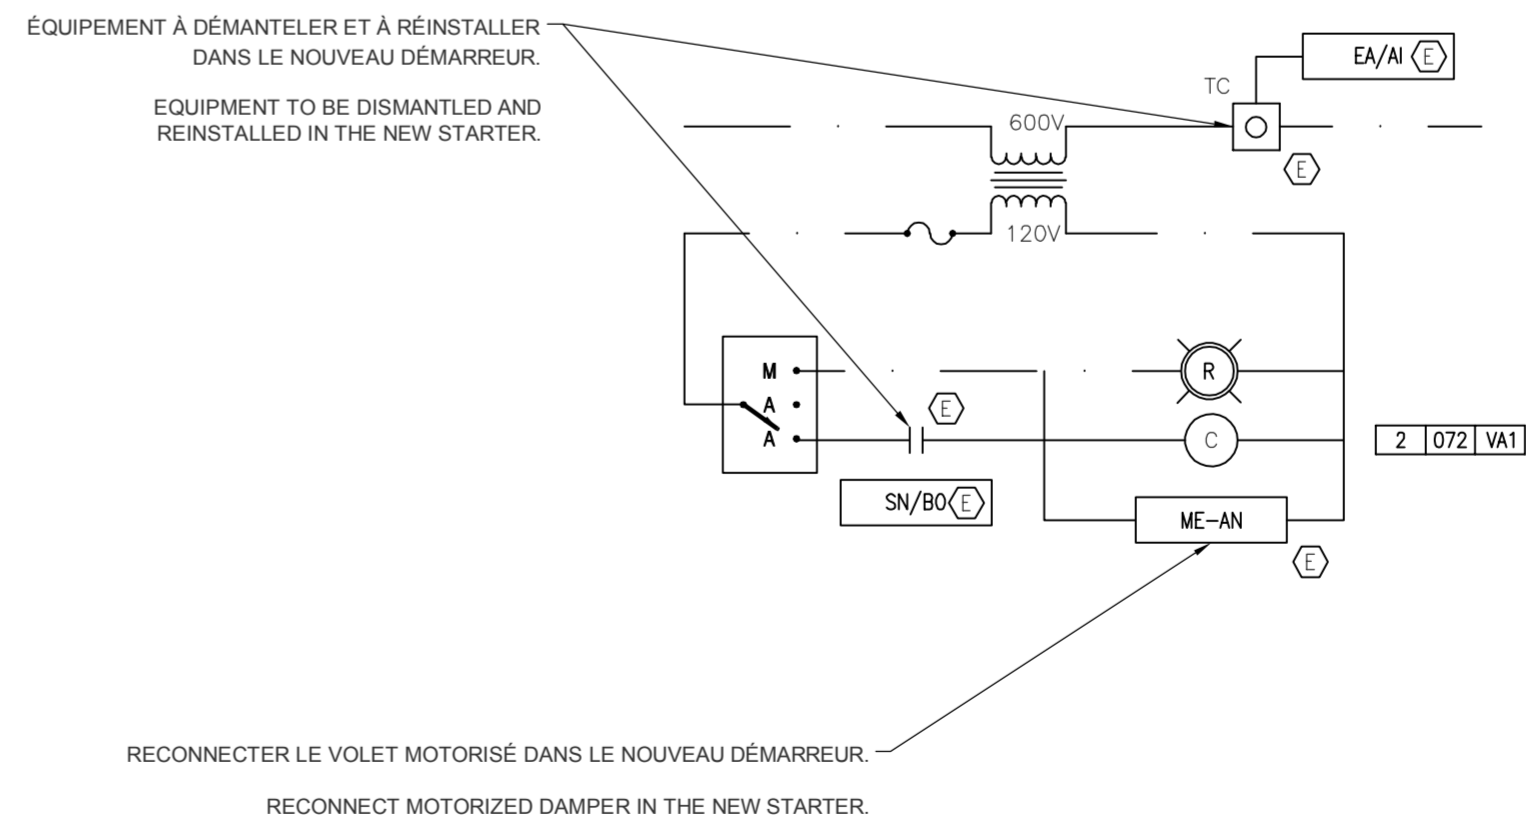 ÉQUIPEMENT À DÉMANTELER ET À RÉINSTALLER
DANS LE NOUVEAU DÉMARREUR.
EQUIPMENT TO BE DISMANTLED AND
REINSTALLED IN THE NEW STARTER.
EA/AI E
TC
600V
E
120V
M
A
A
E
R
C
2 072 VA1
SN/BO E
ME-AN
E
RECONNECTER LE VOLET MOTORISÉ DANS LE NOUVEAU DÉMARREUR.
RECONNECT MOTORIZED DAMPER IN THE NEW STARTER.